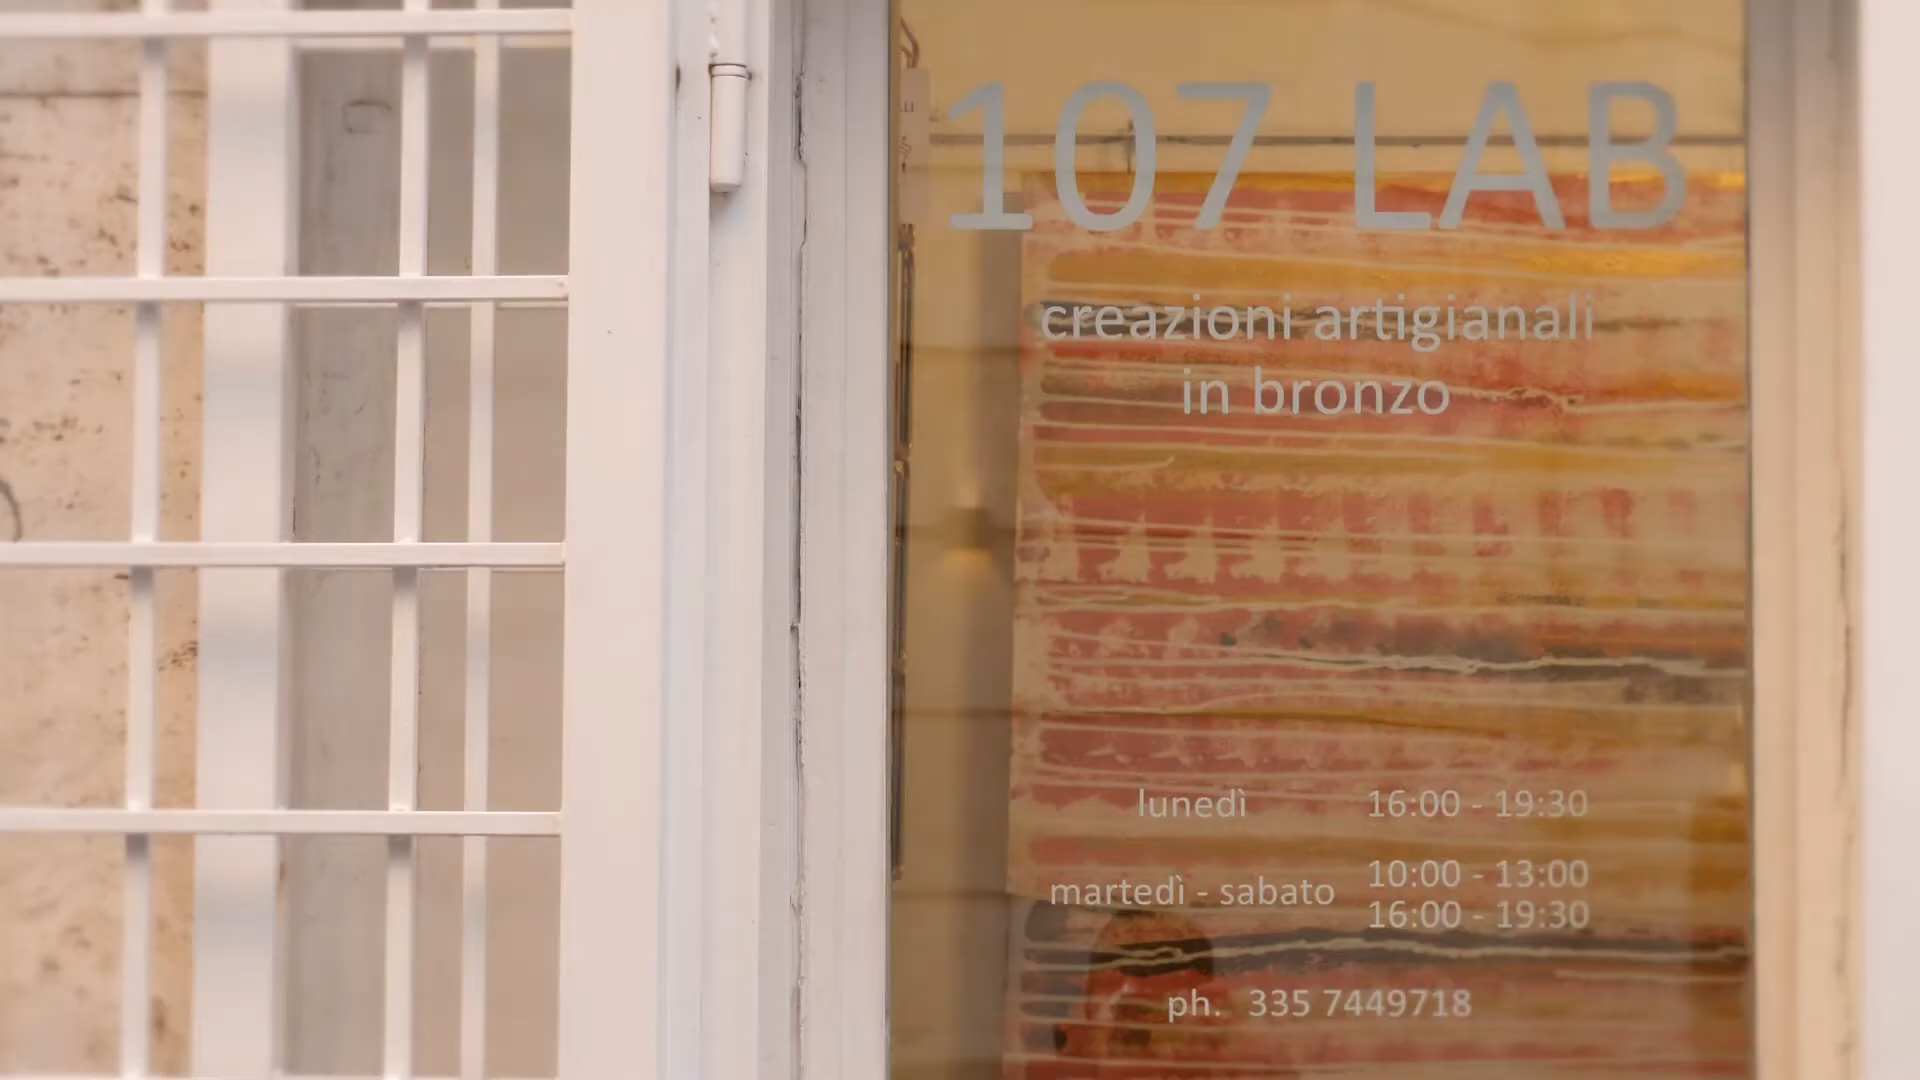 107 LAB
creazioni artigianali
in bronzo
lunedì 16:00 - 19:30
martedì - sabato 10:00 - 13:00
16:00 - 19:30
ph. 335 7449718